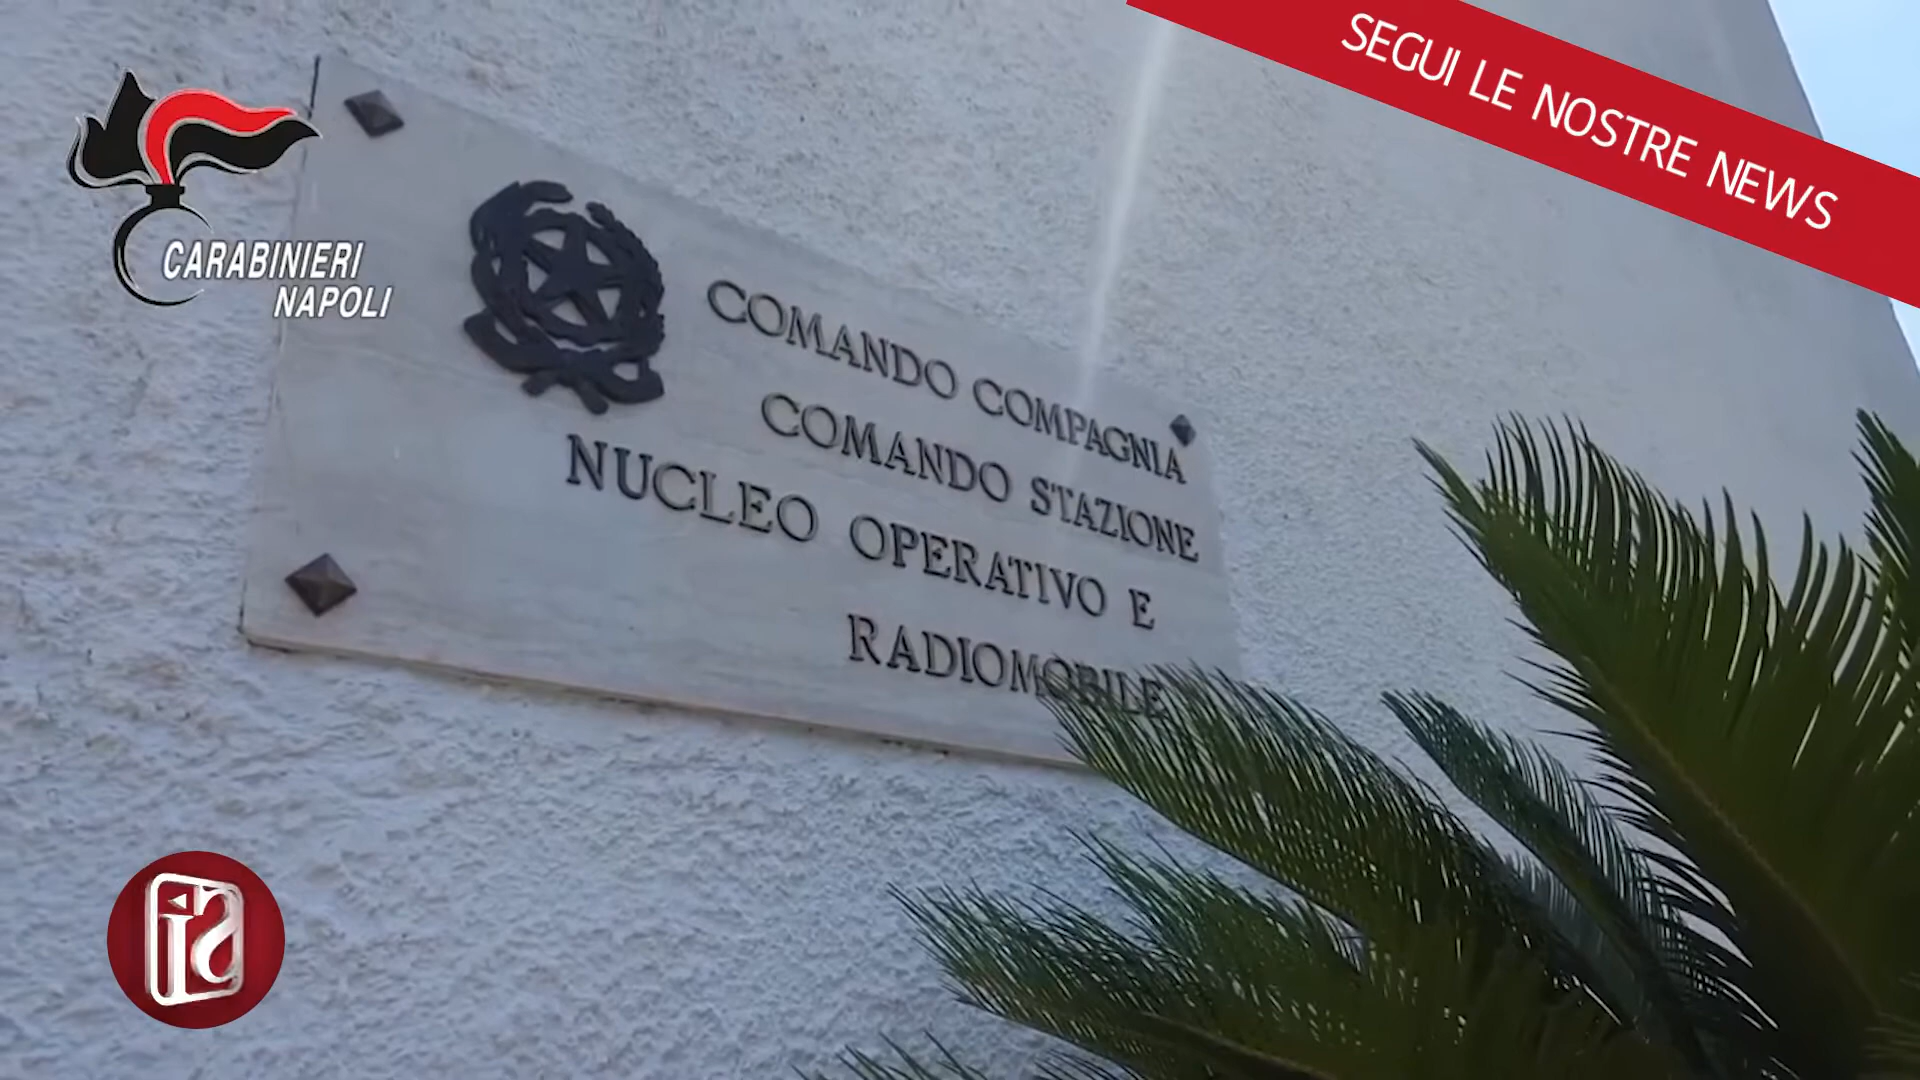 SEGUI LE NOSTRE NEWS
CARABINIERI
NAPOLI
COMANDO COMPAGNIA
COMANDO STAZIONE
NUCLEO OPERATIVO E
RADIOMOBILE